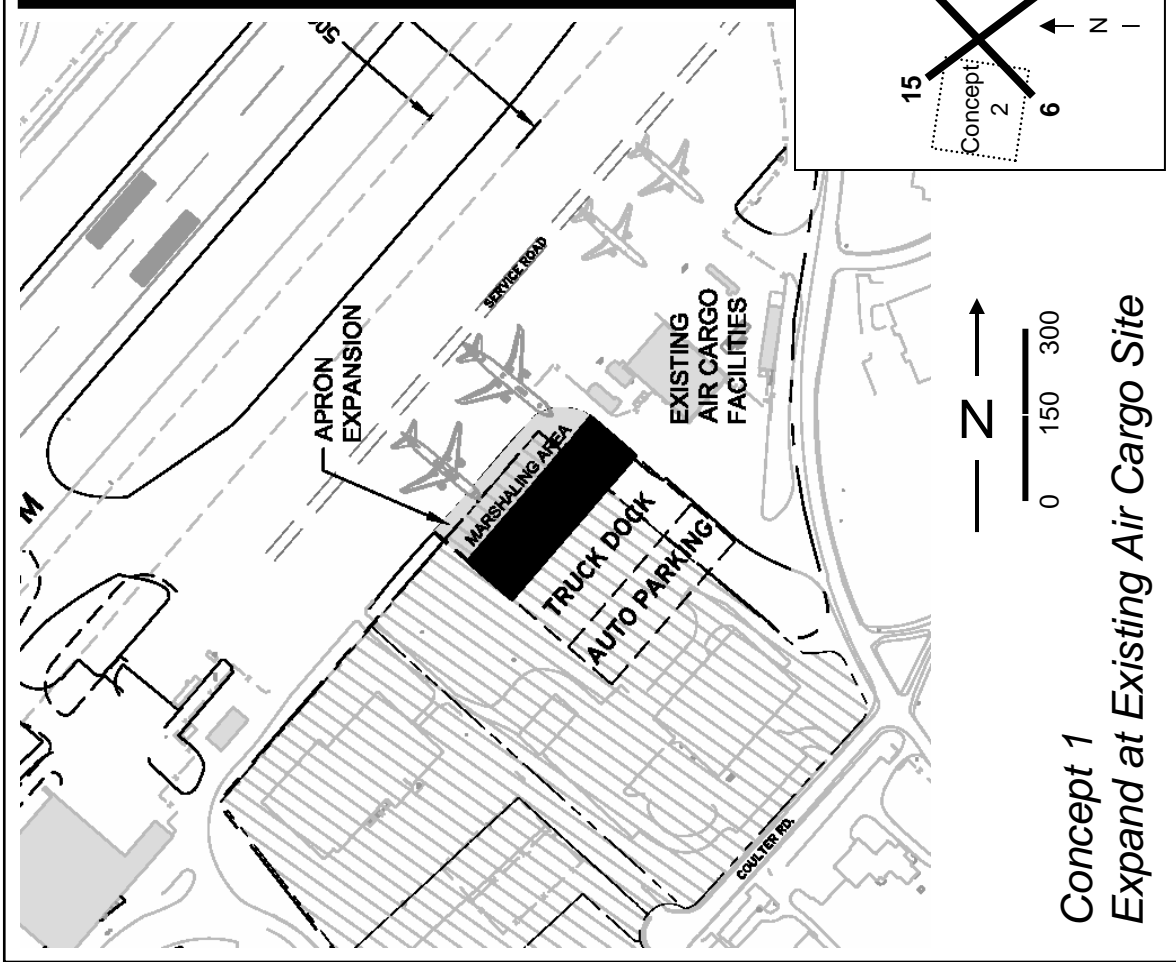 50
M
APRON
EXPANSION
SERVICE ROAD
MARSHALING AREA
EXISTING
AIR CARGO
FACILITIES
TRUCK DOCK
AUTO PARKING
COULTER RD.
15
Concept
2
6
N
N
0 150 300
Concept 1
Expand at Existing Air Cargo Site